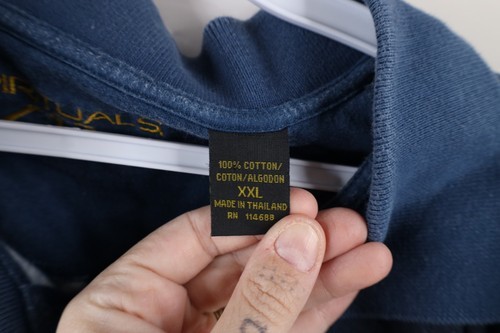 100% COTTON/
COTON/ALGODON
XXL
MADE IN THAILAND
RN 114688